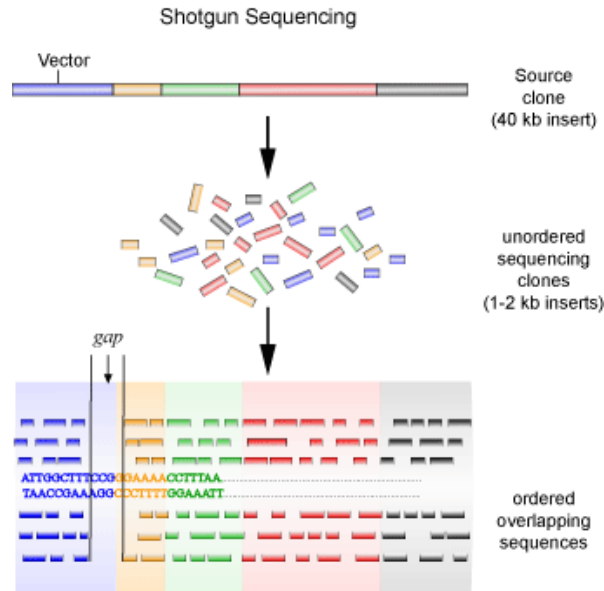 Shotgun Sequencing
Vector
Source
clone
(40 kb insert)
unordered
sequencing
clones
(1-2 kb inserts)
gap
ATTGGCTTTCCGGGAAAACCTTTAA
TAACCGAAAGGCCCTTTTGGAAATT
ordered
overlapping
sequences